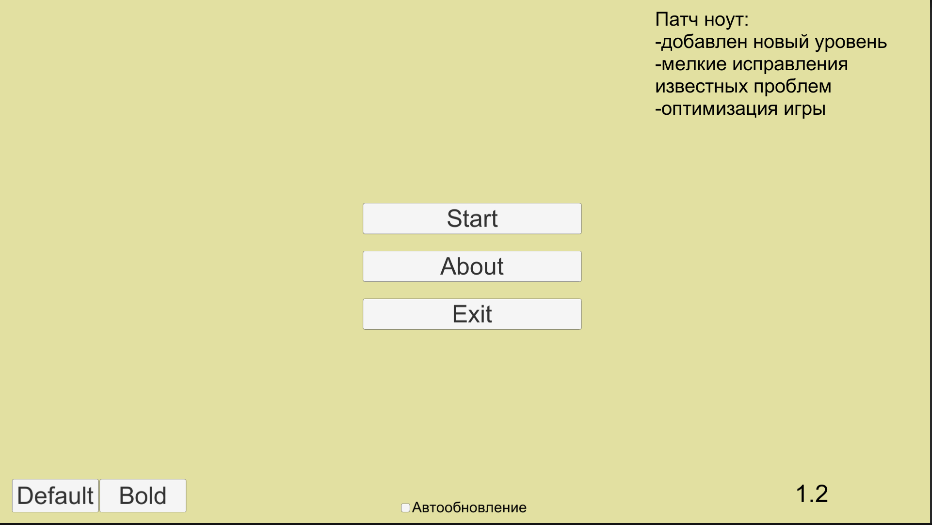 Патч ноут:
-добавлен новый уровень
-мелкие исправления
известных проблем
-оптимизация игры
Start
About
Exit
Default Bold
Автообновление
1.2